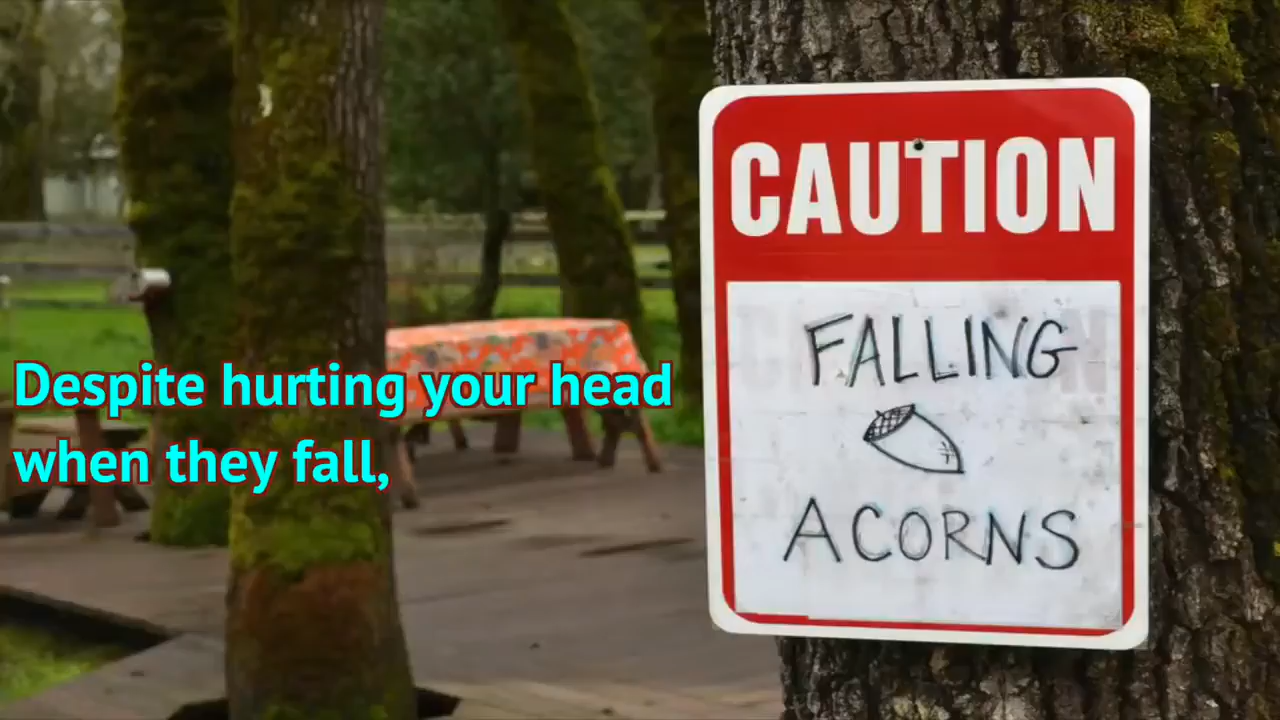 Despite hurting your head
when they fall,
CAUTION
FALLING
ACORNS